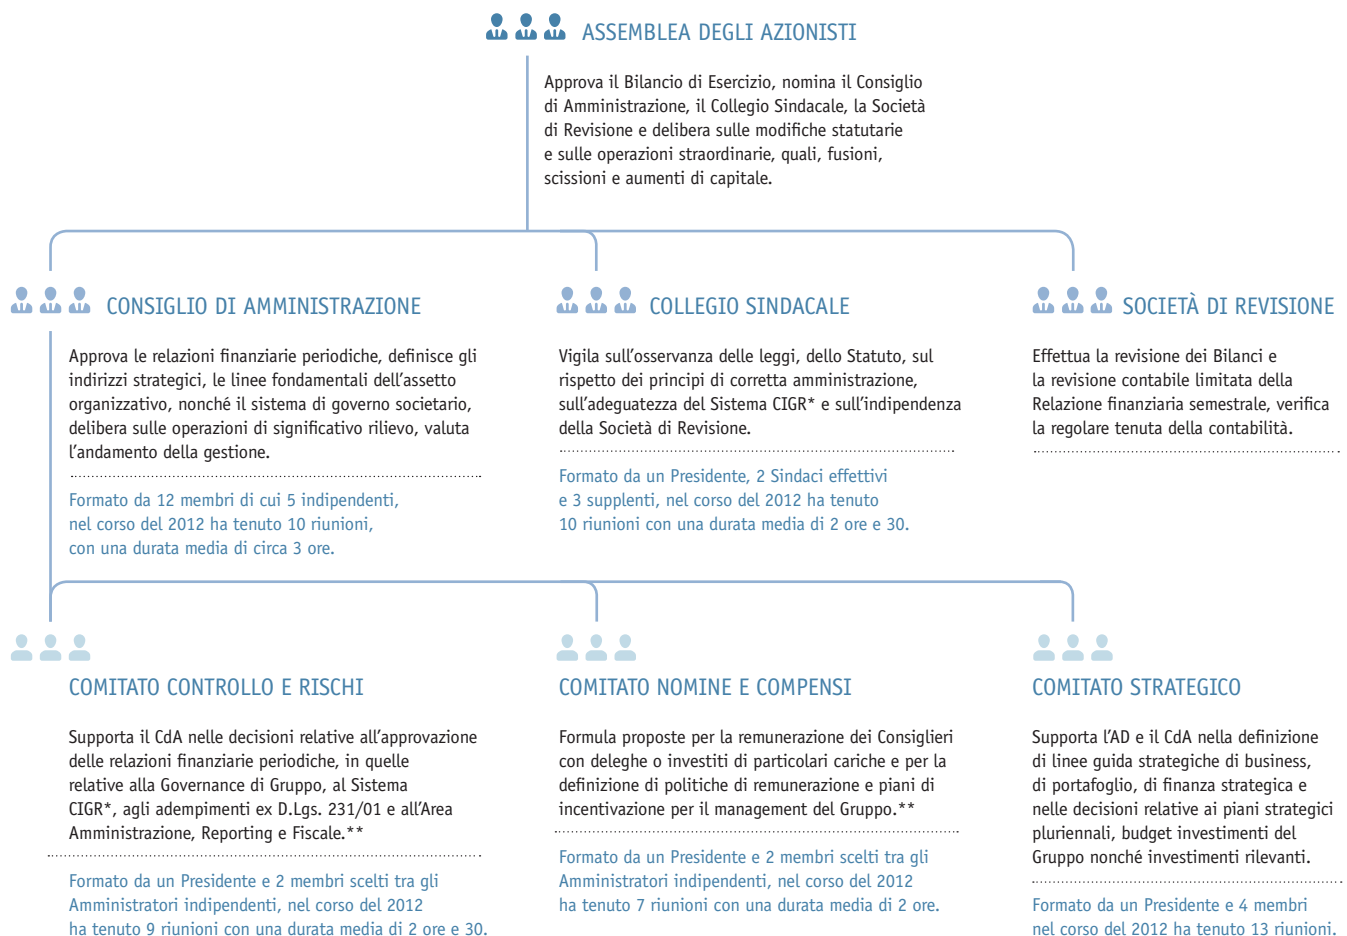 ASSEMBLEA DEGLI AZIONISTI
Approva il Bilancio di Esercizio, nomina il Consiglio
di Amministrazione, il Collegio Sindacale, la Società
di Revisione e delibera sulle modifiche statutarie
e sulle operazioni straordinarie, quali, fusioni,
scissioni e aumenti di capitale.
CONSIGLIO DI AMMINISTRAZIONE
Approva le relazioni finanziarie periodiche, definisce gli
indirizzi strategici, le linee fondamentali dell'assetto
organizzativo, nonché il sistema di governo societario,
delibera sulle operazioni di significativo rilievo, valuta
l'andamento della gestione.
Formato da 12 membri di cui 5 indipendenti,
nel corso del 2012 ha tenuto 10 riunioni,
con una durata media di circa 3 ore.
COLLEGIO SINDACALE
Vigila sull'osservanza delle leggi, dello Statuto, sul
rispetto dei principi di corretta amministrazione,
sull'adeguatezza del Sistema CIGR* e sull'indipendenza
della Società di Revisione.
Formato da un Presidente, 2 Sindaci effettivi
e 3 supplenti, nel corso del 2012 ha tenuto
10 riunioni con una durata media di 2 ore e 30.
SOCIETÀ DI REVISIONE
Effettua la revisione dei Bilanci e
la revisione contabile limitata della
Relazione finanziaria semestrale, verifica
la regolare tenuta della contabilità.
COMITATO CONTROLLO E RISCHI
Supporta il CdA nelle decisioni relative all'approvazione
delle relazioni finanziarie periodiche, in quelle
relative alla Governance di Gruppo, al Sistema
CIGR*, agli adempimenti ex D.Lgs. 231/01 e all'Area
Amministrazione, Reporting e Fiscale.**
Formato da un Presidente e 2 membri scelti tra gli
Amministratori indipendenti, nel corso del 2012
ha tenuto 9 riunioni con una durata media di 2 ore e 30.
COMITATO NOMINE E COMPENSI
Formula proposte per la remunerazione dei Consiglieri
con deleghe o investiti di particolari cariche e per la
definizione di politiche di remunerazione e piani di
incentivazione per il management del Gruppo.**
Formato da un Presidente e 2 membri scelti tra gli
Amministratori indipendenti, nel corso del 2012
ha tenuto 7 riunioni con una durata media di 2 ore.
COMITATO STRATEGICO
Supporta l'AD e il CdA nella definizione
di linee guida strategiche di business,
di portafoglio, di finanza strategica e
nelle decisioni relative ai piani strategici
pluriennali, budget investimenti del
Gruppo nonché investimenti rilevanti.
Formato da un Presidente e 4 membri
nel corso del 2012 ha tenuto 13 riunioni.